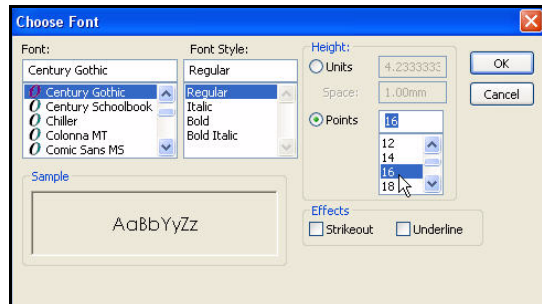 Choose Font
Font:
Century Gothic
Century Gothic
Century Schoolbook
Chiller
Colonna MT
Comic Sans MS
Font Style:
Regular
Regular
Italic
Bold
Bold Italic
Height:
Units
4.2333333
Space:
1.00mm
Points
16
12
14
16
18
OK
Cancel
Sample
AaBbYyZz
Effects
Strikeout
Underline